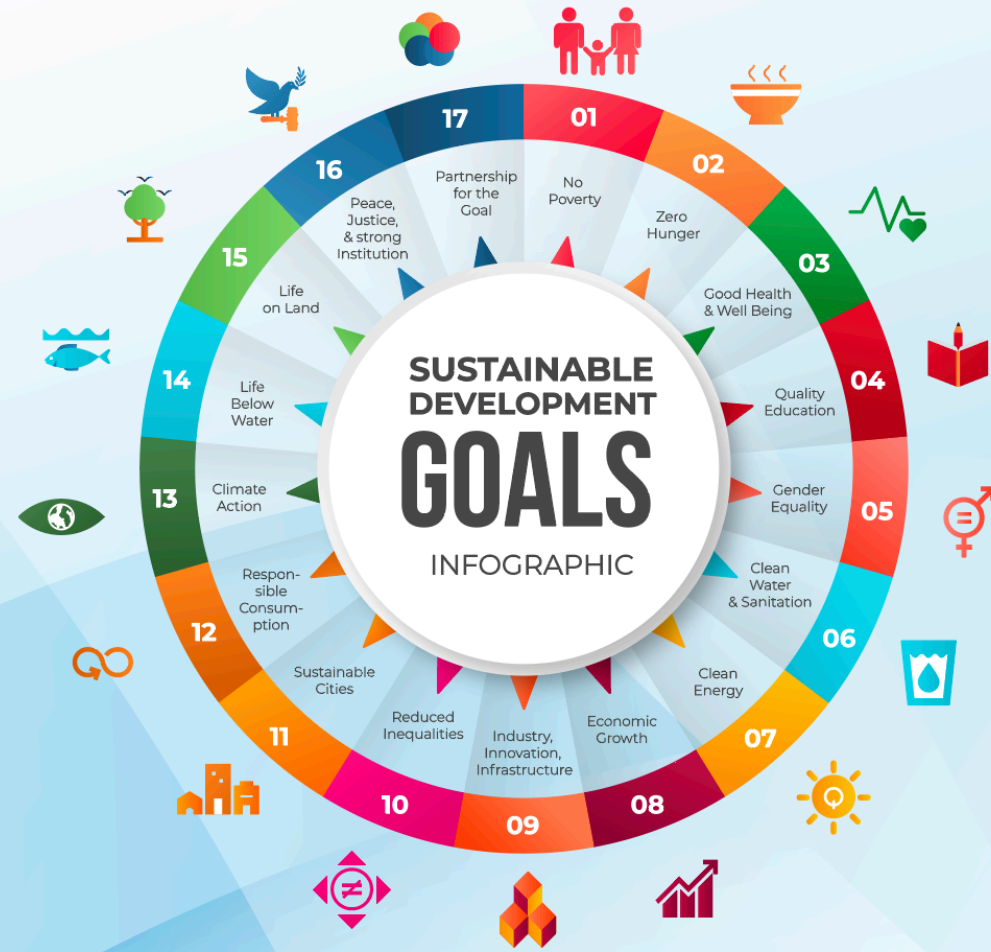 SUSTAINABLE
DEVELOPMENT
GOALS
INFOGRAPHIC
01
No
Poverty
02
Zero
Hunger
03
Good Health
& Well Being
04
Quality
Education
05
Gender
Equality
06
Clean
Water
& Sanitation
07
Clean
Energy
08
Economic
Growth
09
Industry,
Innovation,
Infrastructure
10
Reduced
Inequalities
11
Sustainable
Cities
12
Respon-
sible
Consum-
ption
13
Climate
Action
14
Life
Below
Water
15
Life
on Land
16
Peace,
Justice,
& strong
Institution
17
Partnership
for the
Goal